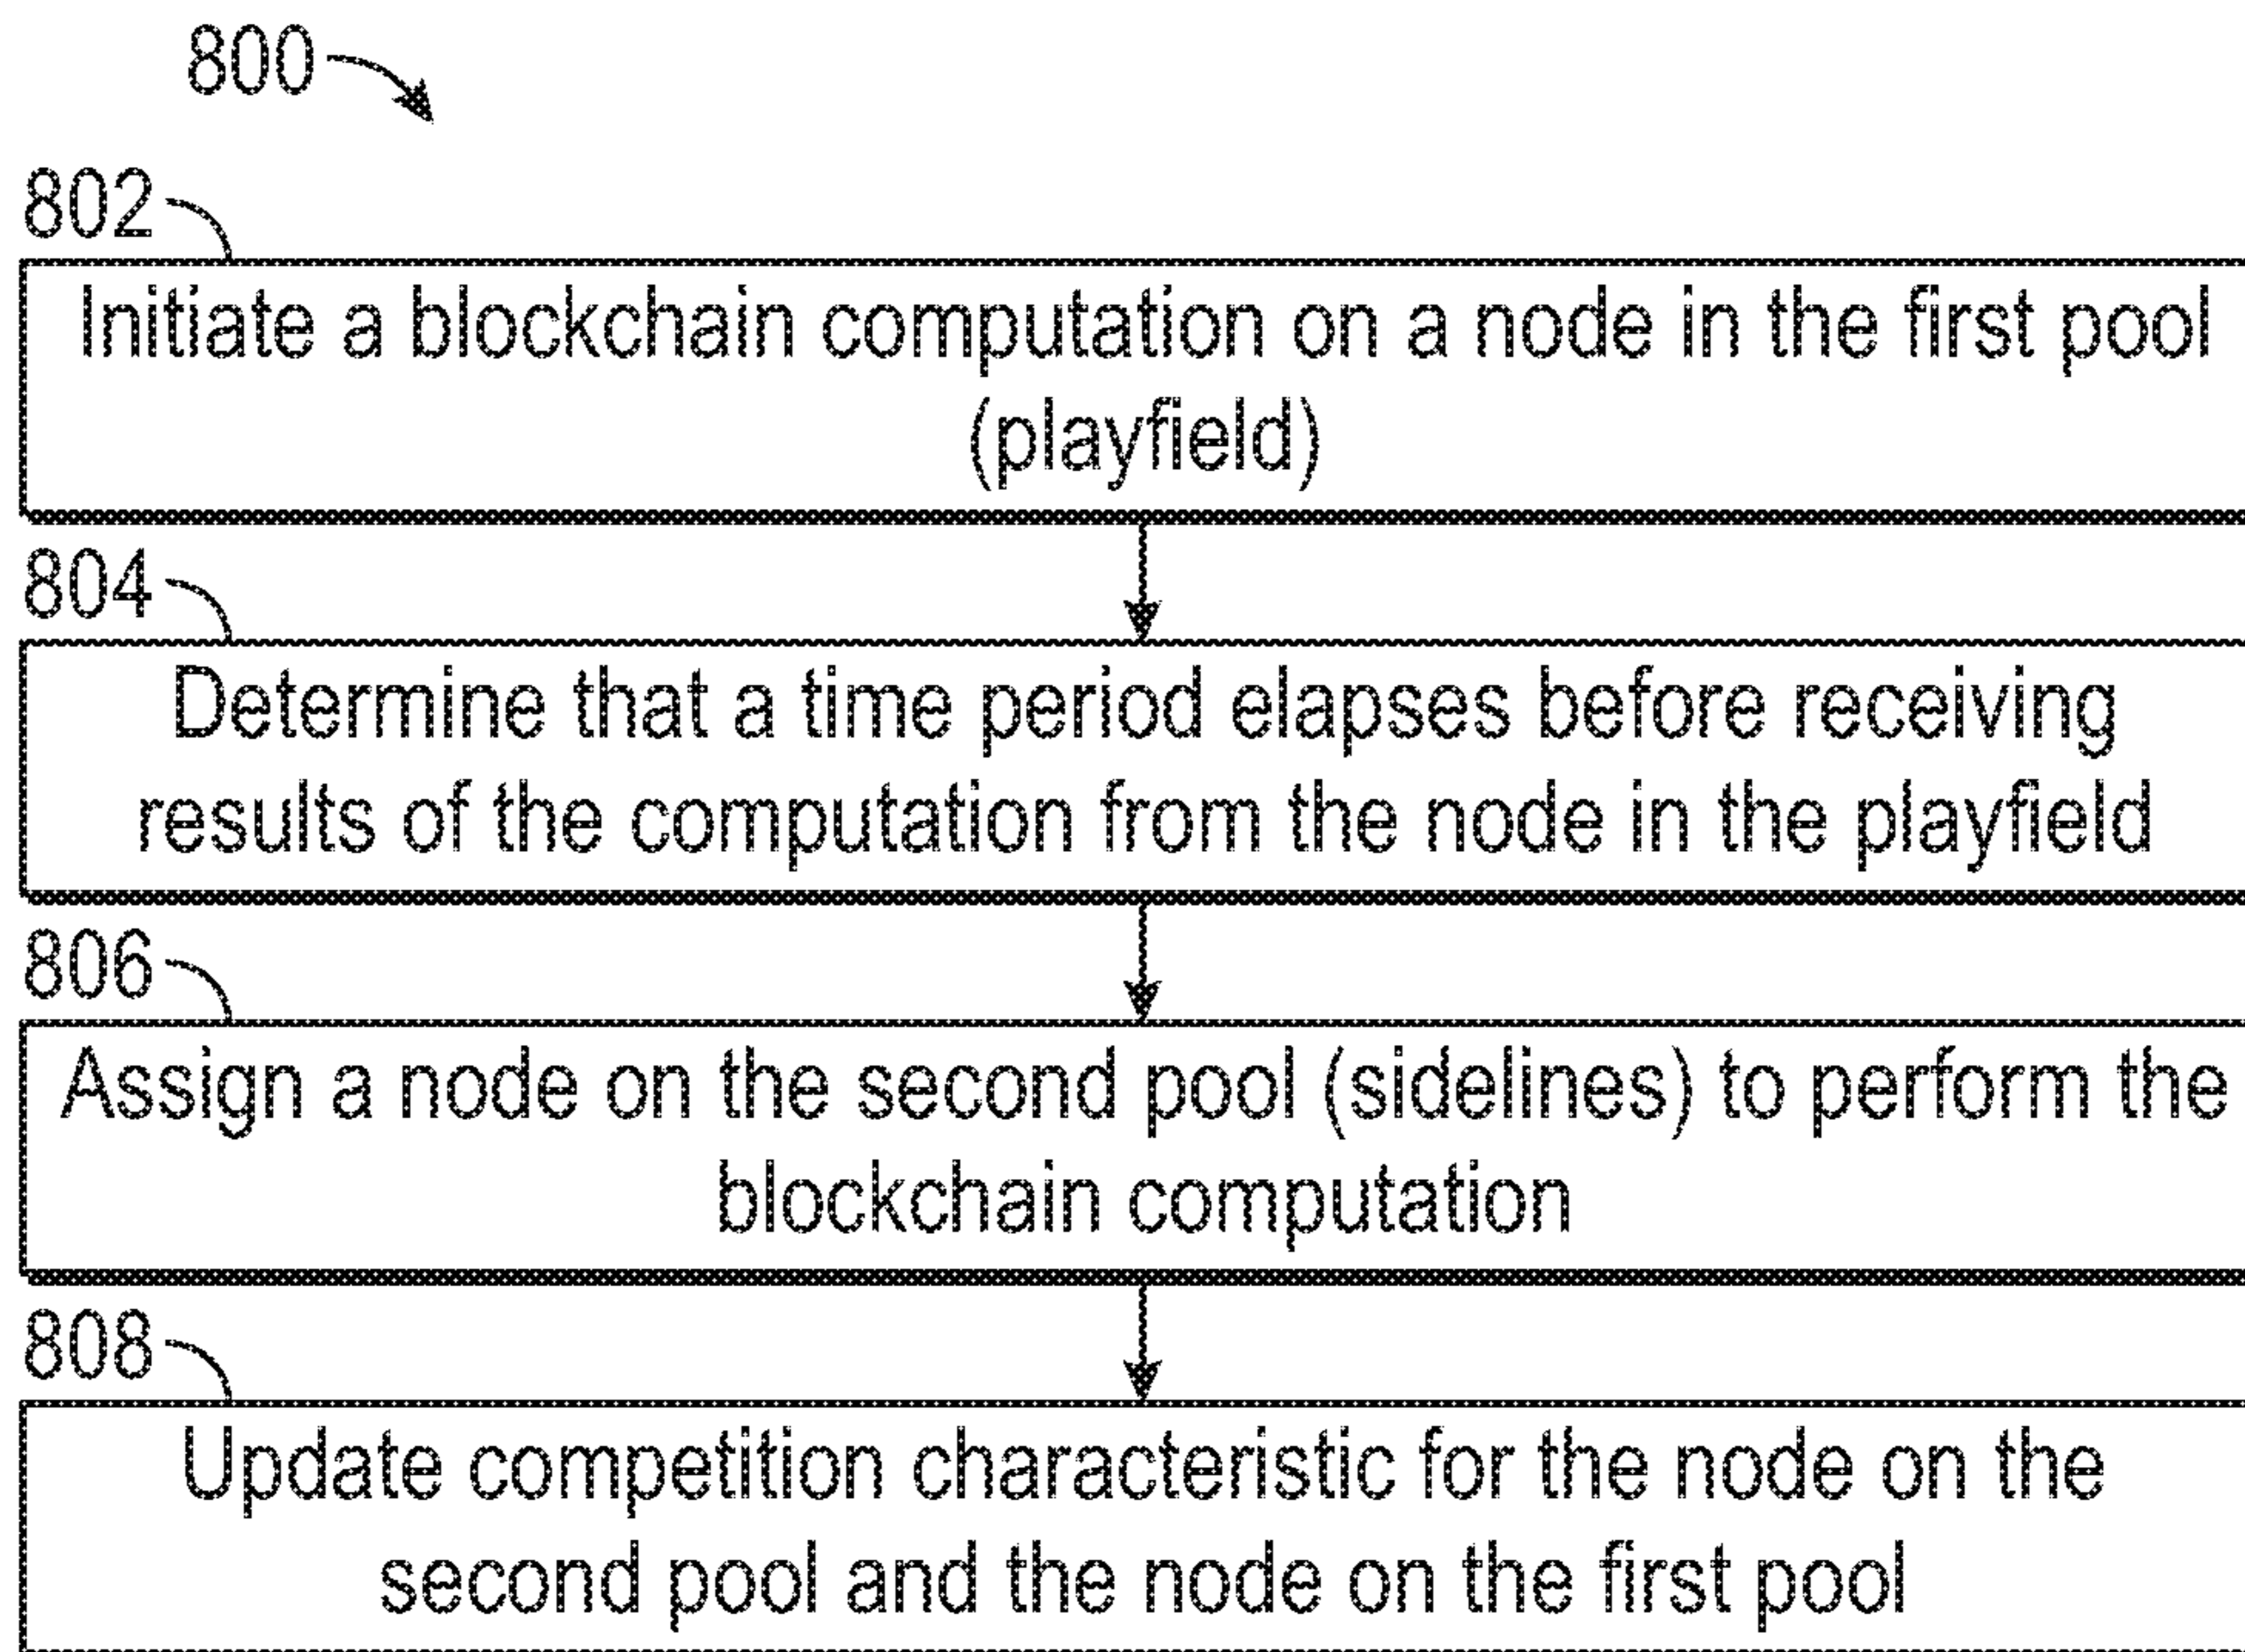 800
802
Initiate a blockchain computation on a node in the first pool
(playfield)
804
Determine that a time period elapses before receiving
results of the computation from the node in the playfield
806
Assign a node on the second pool (sidelines) to perform the
blockchain computation
808
Update competition characteristic for the node on the
second pool and the node on the first pool